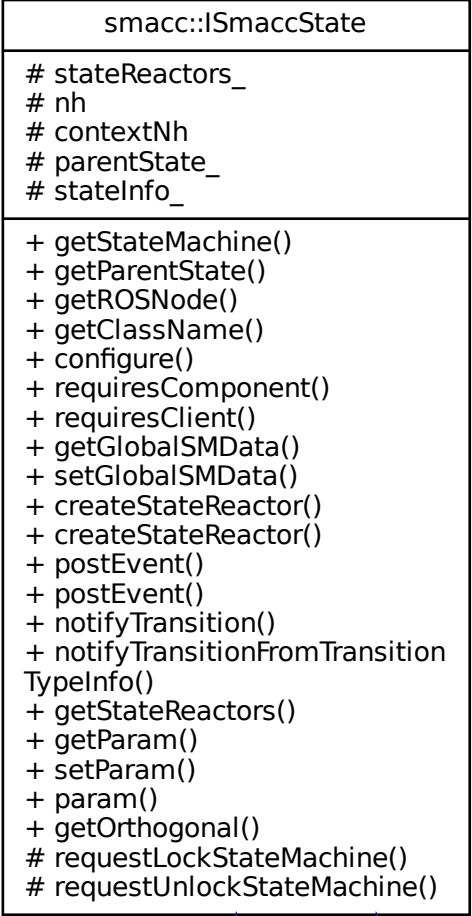 smacc::ISmaccState
# stateReactors_
# nh
# contextNh
# parentState_
# stateInfo_
+ getStateMachine()
+ getParentState()
+ getROSNode()
+ getClassName()
+ configure()
+ requiresComponent()
+ requiresClient()
+ getGlobalSMData()
+ setGlobalSMData()
+ createStateReactor()
+ createStateReactor()
+ postEvent()
+ postEvent()
+ notifyTransition()
+ notifyTransitionFromTransition
TypeInfo()
+ getStateReactors()
+ getParam()
+ setParam()
+ param()
+ getOrthogonal()
# requestLockStateMachine()
# requestUnlockStateMachine()